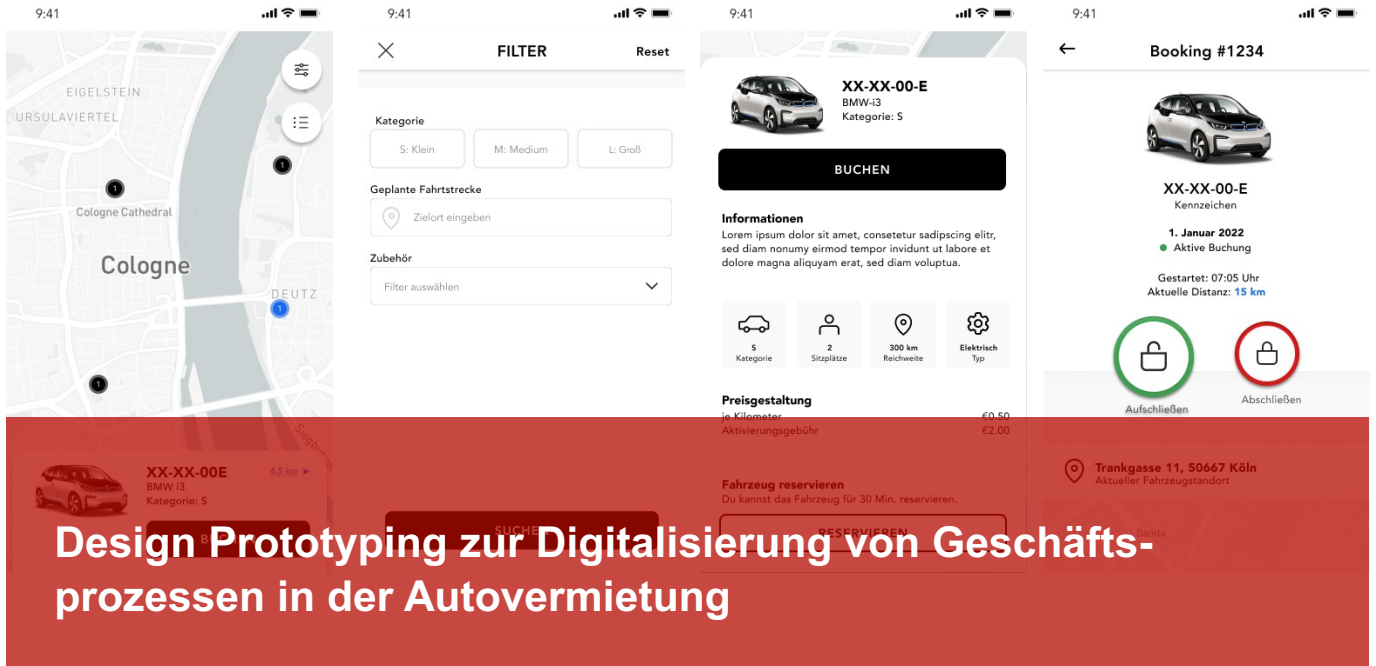 9:41
EIGELSTEIN
URSULAVIERTEL
1
1
Cologne Cathedral
Cologne
DEUTZ
1
1
XX-XX-00E
4.5 km
BMW i3
Kategorie: S
9:41
FILTER
Reset
Kategorie
S: Klein
M: Medium
L: Groß
Geplante Fahrtstrecke
Zielort eingeben
Zubehör
Filter auswählen
9:41
XX-XX-00-E
BMW-i3
Kategorie: S
BUCHEN
Informationen
Lorem ipsum dolor sit amet, consetetur sadipscing elitr,
sed diam nonumy eirmod tempor invidunt ut labore et
dolore magna aliquyam erat, sed diam voluptua.
S
Kategorie
2
Sitzplätze
300 km
Reichweite
Elektrisch
Typ
Preisgestaltung
je Kilometer €0.50
Aktivierungsgebühr €2.00
Fahrzeug reservieren
Du kannst das Fahrzeug für 30 Min. reservieren.
RESERVIEREN
9:41
Booking #1234
XX-XX-00-E
Kennzeichen
1. Januar 2022
Aktive Buchung
Gestartet: 07:05 Uhr
Aktuelle Distanz: 15 km
Aufschließen
Abschließen
Trankgasse 11, 50667 Köln
Aktueller Fahrzeugstandort
Damla
Design Prototyping zur Digitalisierung von Geschäfts-
prozessen in der Autovermietung